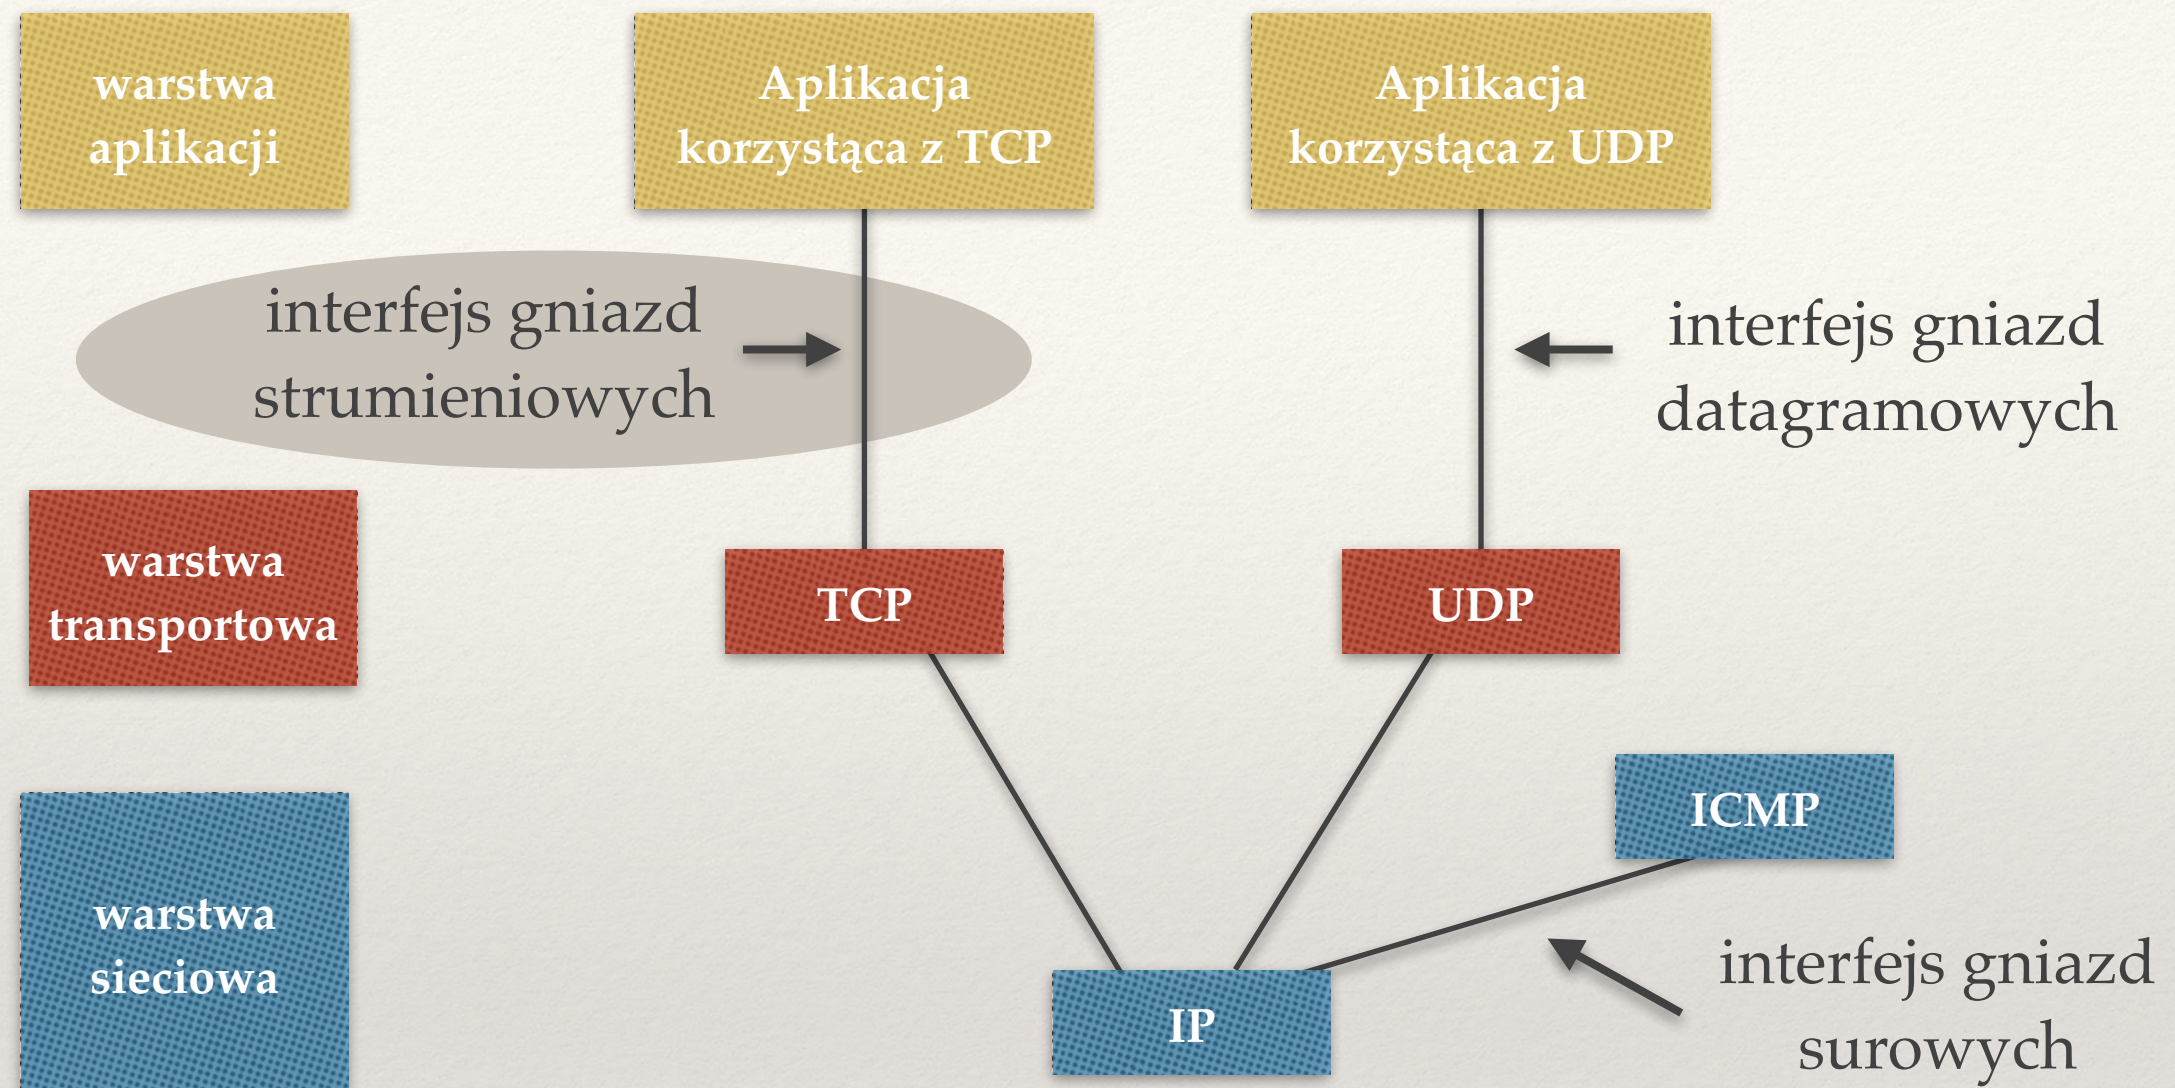 warstwa
aplikacji
Aplikacja
korzystąca z TCP
Aplikacja
korzystąca z UDP
interfejs gniazd
strumieniowych
interfejs gniazd
datagramowych
warstwa
transportowa
TCP
UDP
ICMP
warstwa
sieciowa
IP
interfejs gniazd
surowych